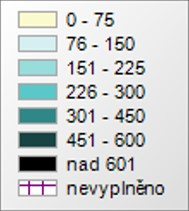 0 - 75
76 - 150
151 - 225
226 - 300
301 - 450
451 - 600
nad 601
nevyplněno